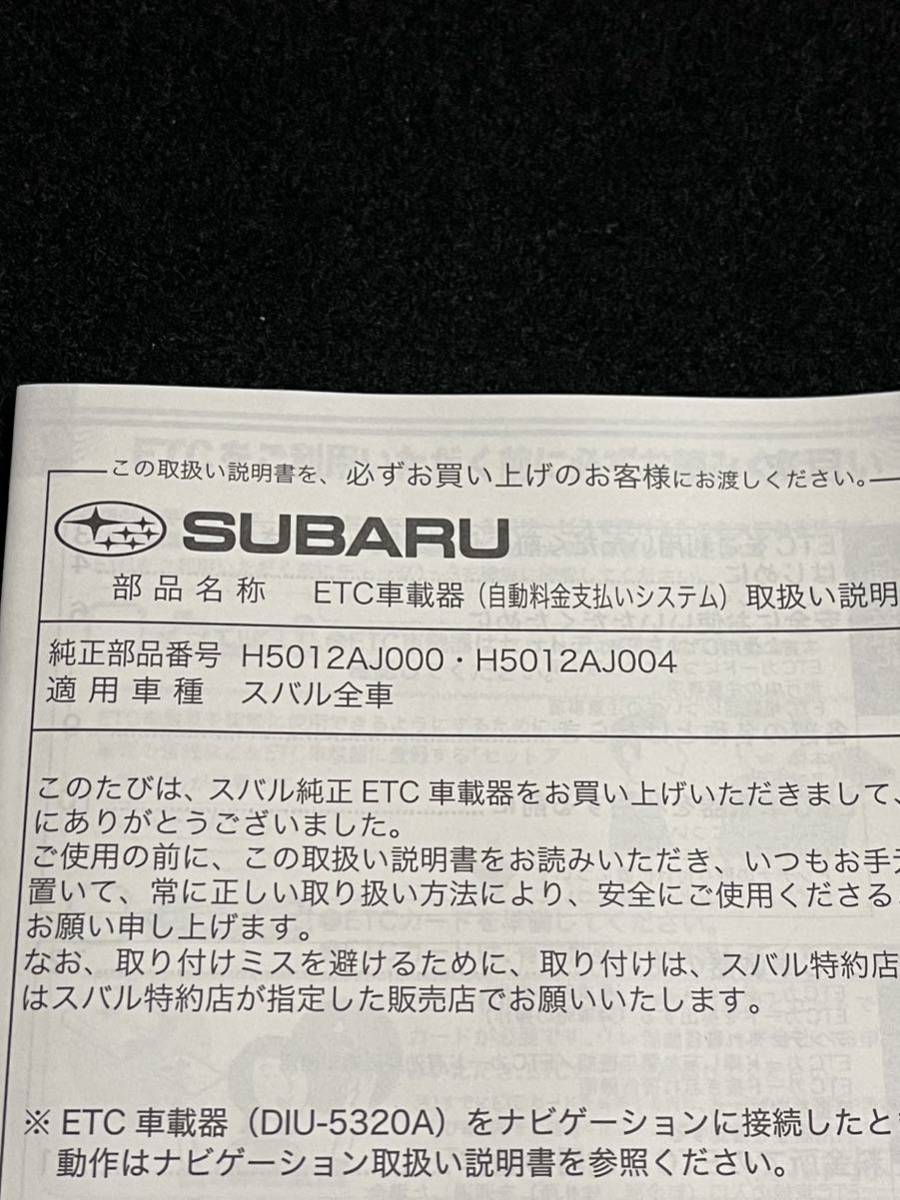 この取扱い説明書を、必ずお買い上げのお客様にお渡しください。
SUBARU
部品名称 ETC車載器（自動料金支払いシステム）取扱い説明
純正部品番号 H5012AJ000・H5012AJ004
適用車種 スバル全車
このたびは、スバル純正 ETC 車載器をお買い上げいただきまして、
にありがとうございました。
ご使用の前に、この取扱い説明書をお読みいただき、いつもお手元
置いて、常に正しい取り扱い方法により、安全にご使用くださる
お願い申し上げます。
なお、取り付けミスを避けるために、取り付けは、スバル特約店
はスバル特約店が指定した販売店でお願いいたします。
※ ETC 車載器（DIU-5320A）をナビゲーションに接続したと
動作はナビゲーション取扱い説明書を参照ください。